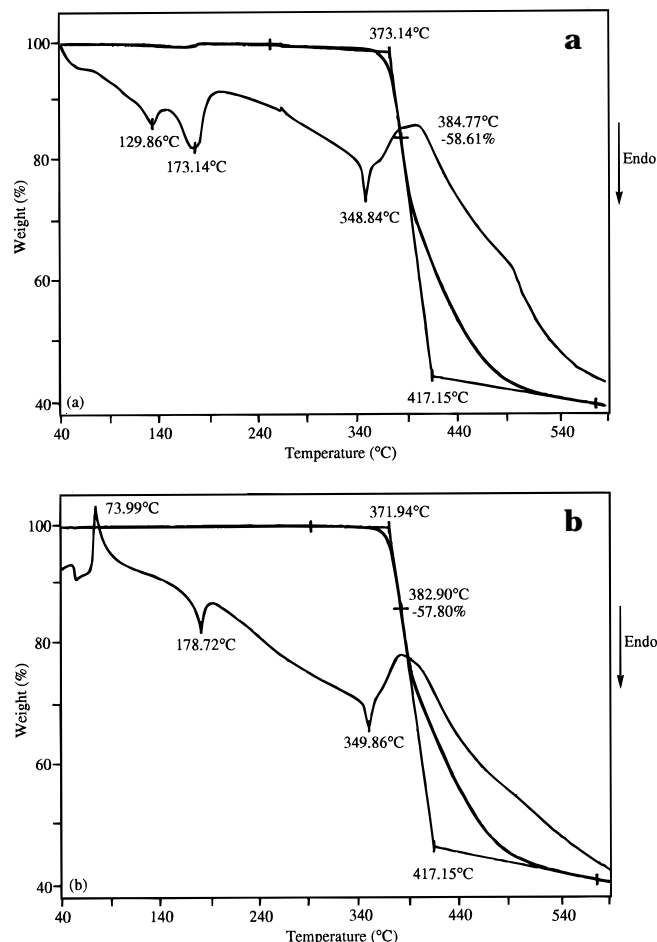 373.14°C
a
100
384.77°C
-58.61%
129.86°C
173.14°C
Endo
80
348.84°C
Weight (%)
60
417.15°C
40
(a)
40 140 240 340 440 540
Temperature (°C)
73.99°C
371.94°C
b
100
382.90°C
-57.80%
178.72°C
Endo
80
349.86°C
Weight (%)
60
417.15°C
40
(b)
40 140 240 340 440 540
Temperature (°C)